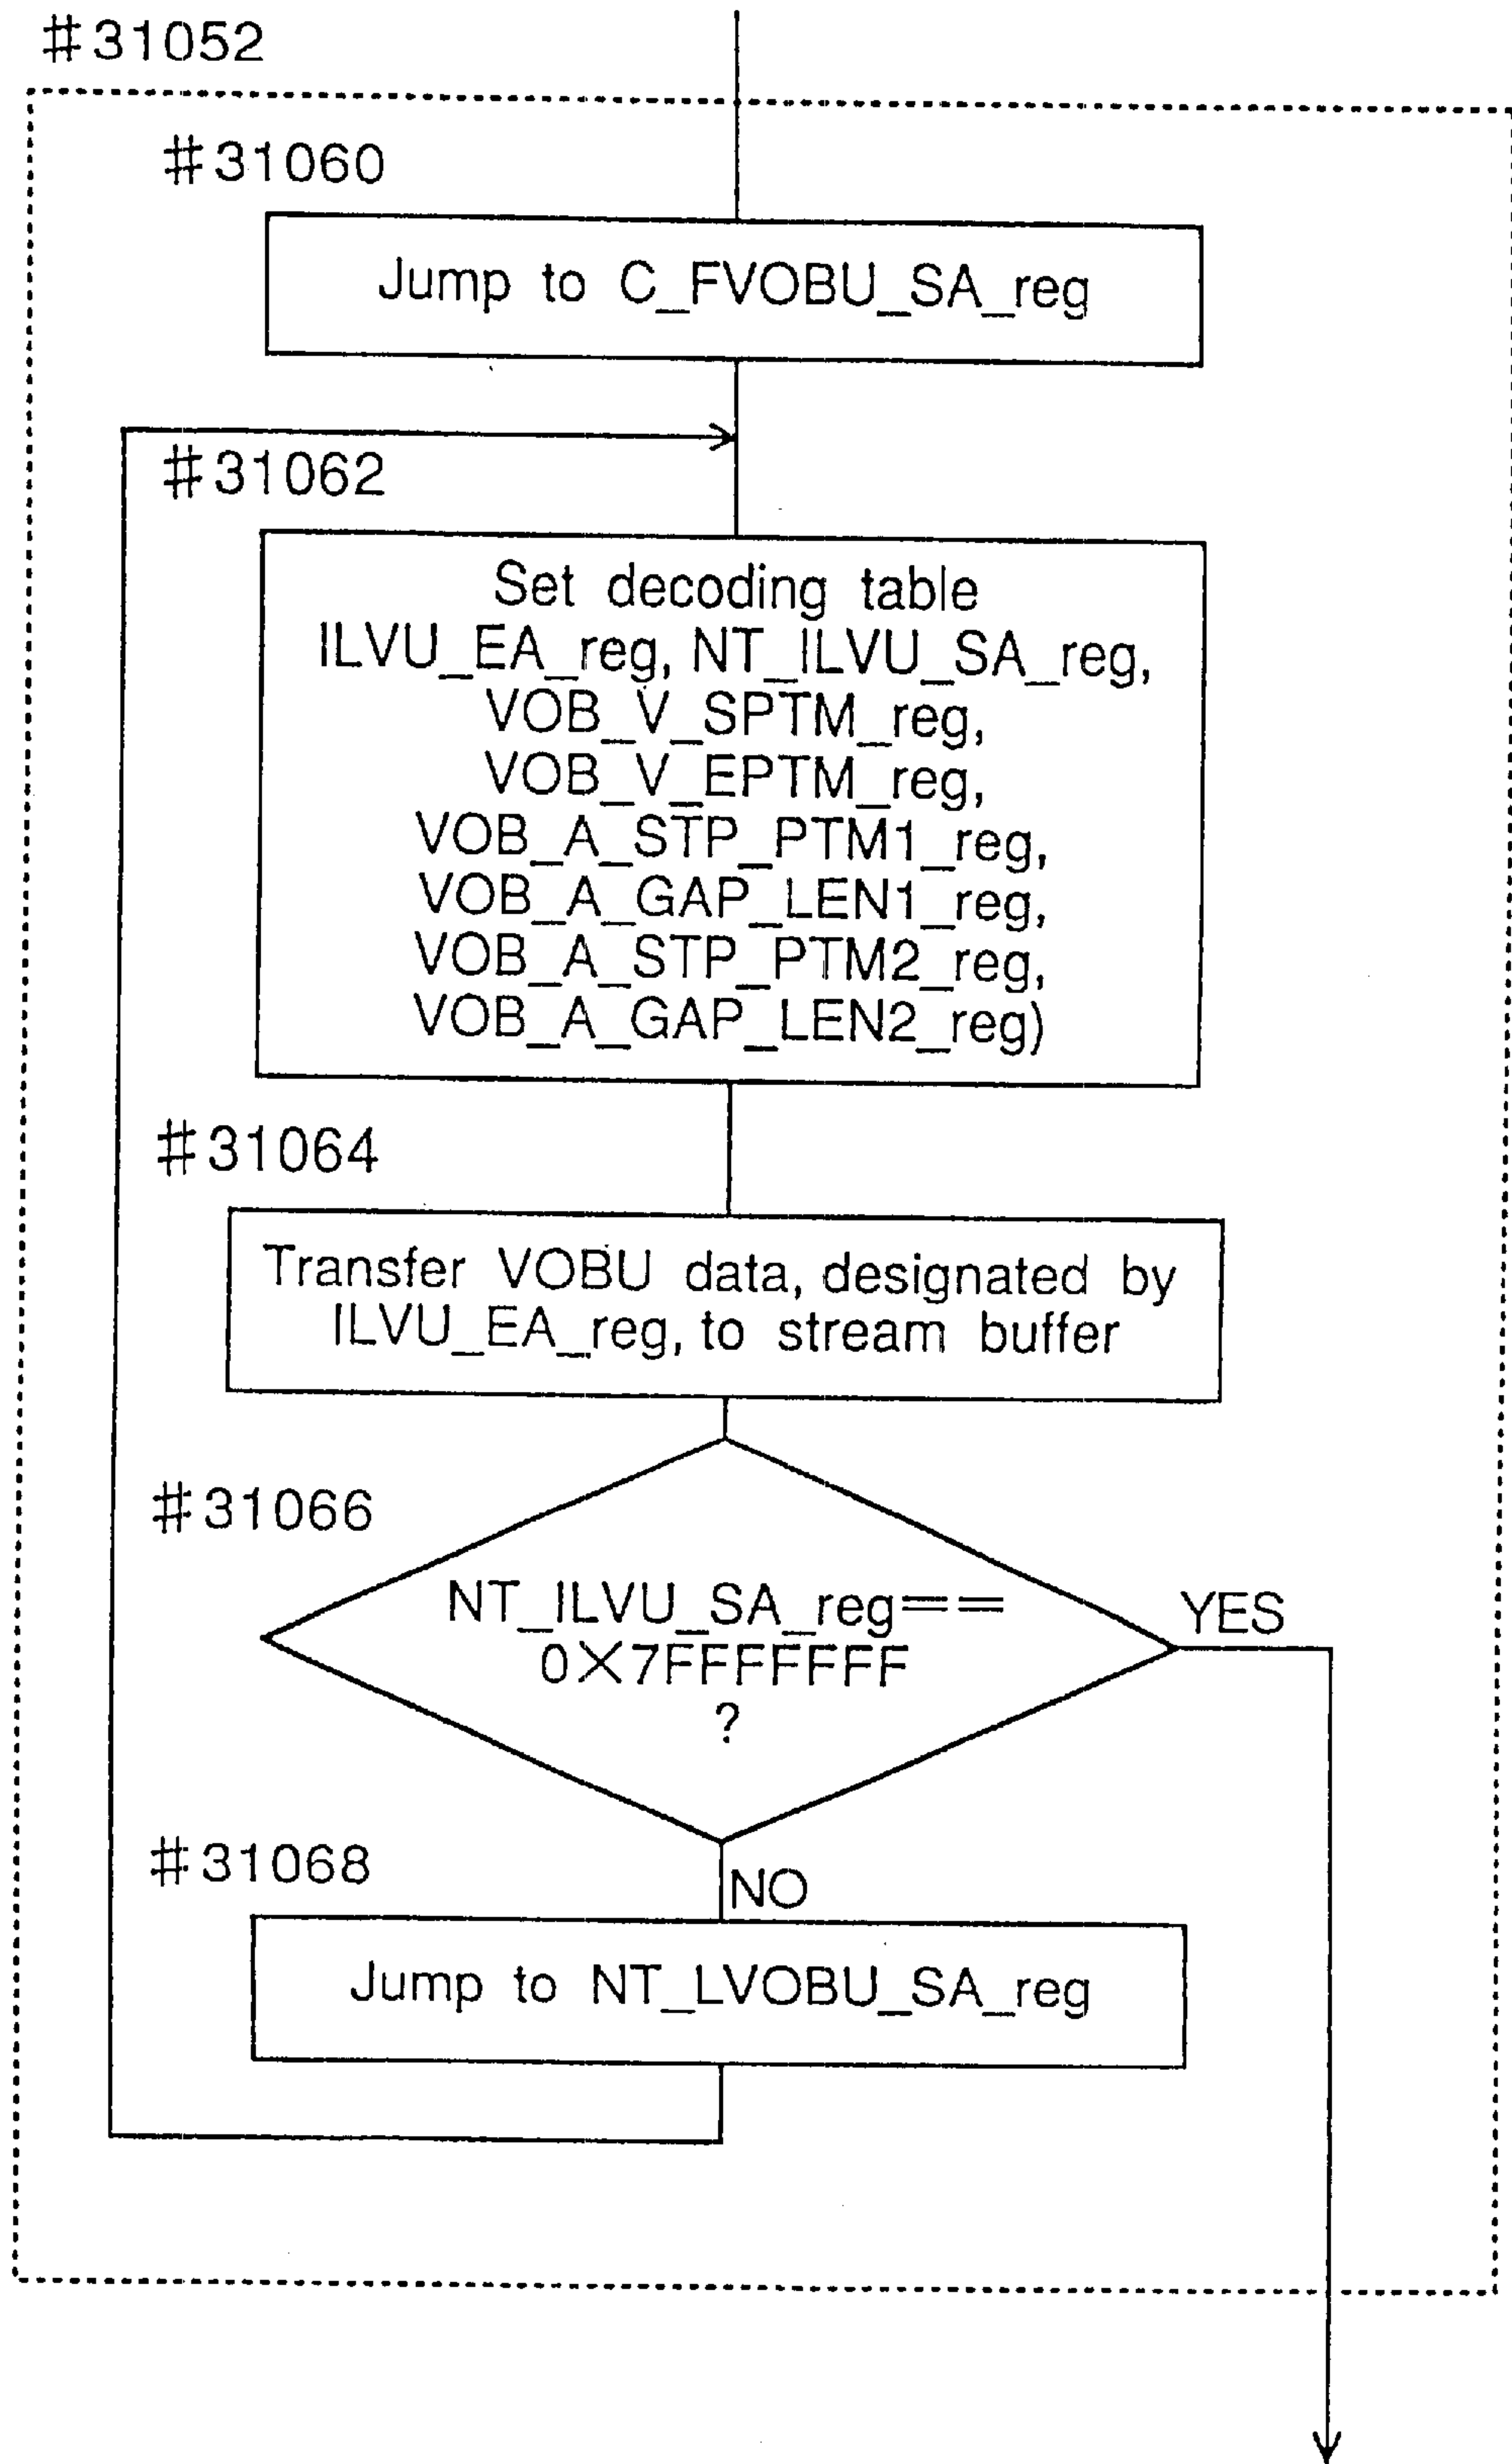 #31052
#31060
Jump to C_FVOBU_SA_reg
#31062
Set decoding table
ILVU_EA_reg, NT_ILVU_SA_reg,
VOB_V_SPTM_reg,
VOB_V_EPTM_reg,
VOB_A_STP_PTM1_reg,
VOB_A_GAP_LEN1_reg,
VOB_A_STP_PTM2_reg,
VOB_A_GAP_LEN2_reg)
#31064
Transfer VOBU data, designated by
ILVU_EA_reg, to stream buffer
#31066
NT_ILVU_SA_reg==
0X7FFFFFFF
?
YES
#31068
NO
Jump to NT_LVOBU_SA_reg